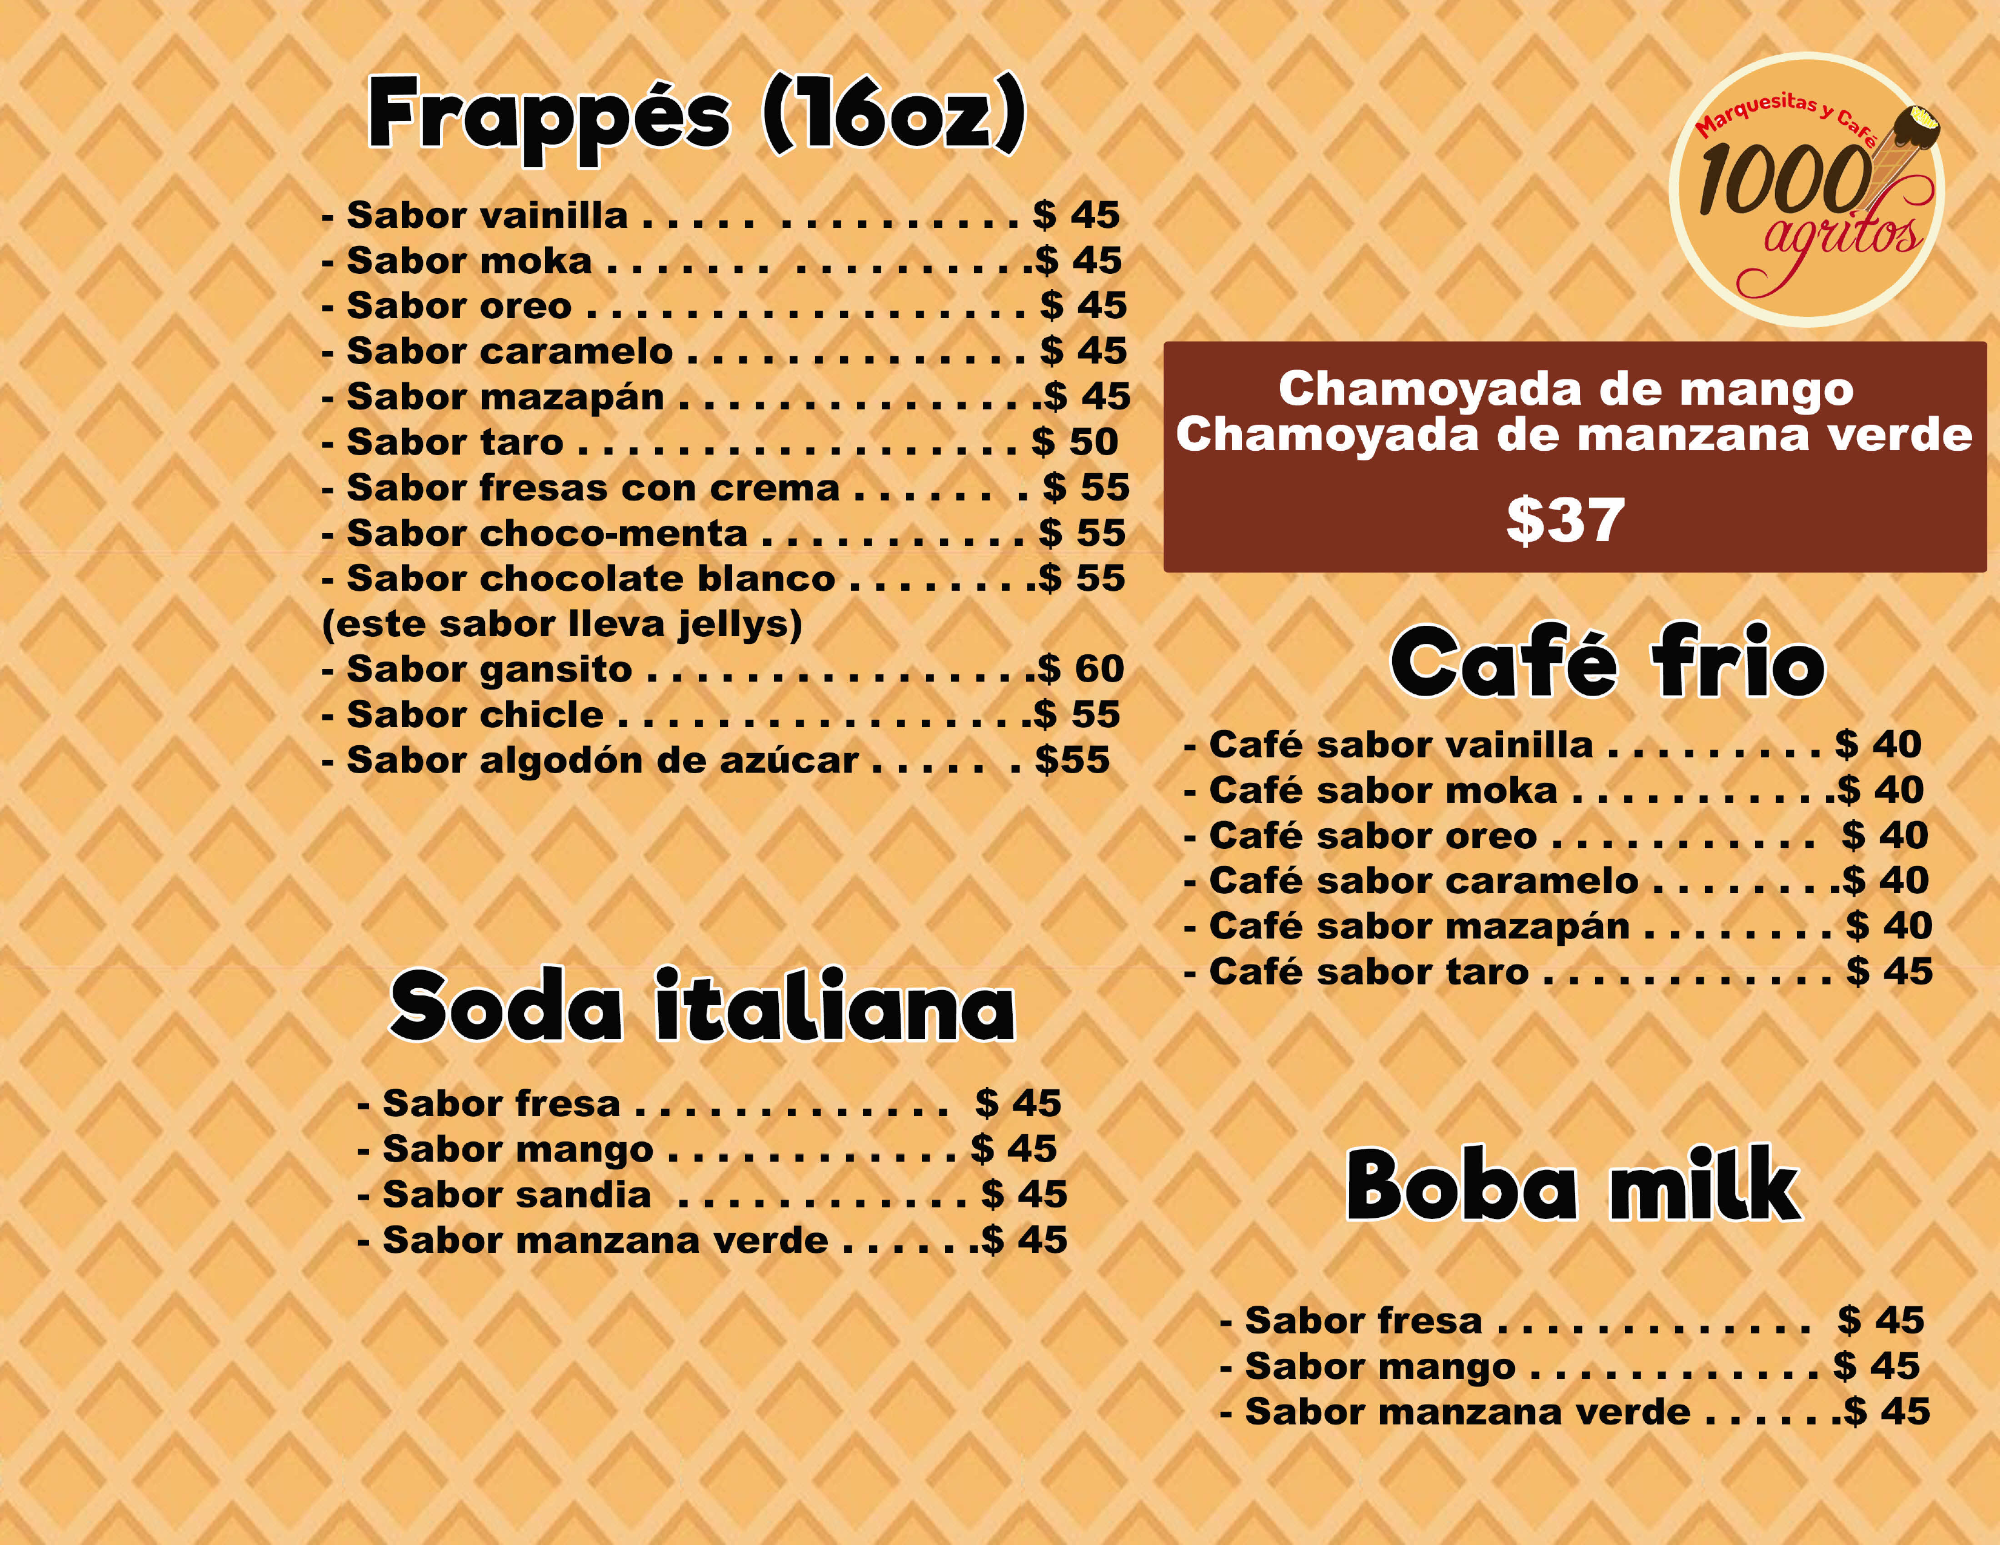 Frappés (16oz)
- Sabor vainilla . . . . . . . . . . . . . . . $ 45
- Sabor moka . . . . . . . . . . . . . . . . .$ 45
- Sabor oreo . . . . . . . . . . . . . . . . . . $ 45
- Sabor caramelo . . . . . . . . . . . . . . $ 45
- Sabor mazapán . . . . . . . . . . . . . . .$ 45
- Sabor taro . . . . . . . . . . . . . . . . . . $ 50
- Sabor fresas con crema . . . . . . . $ 55
- Sabor choco-menta . . . . . . . . . . . $ 55
- Sabor chocolate blanco . . . . . . . .$ 55
(este sabor lleva jellys)
- Sabor gansito . . . . . . . . . . . . . . . .$ 60
- Sabor chicle . . . . . . . . . . . . . . . . .$ 55
- Sabor algodón de azúcar . . . . . . $55
Soda italiana
- Sabor fresa . . . . . . . . . . . . . $ 45
- Sabor mango . . . . . . . . . . . . $ 45
- Sabor sandia . . . . . . . . . . . . $ 45
- Sabor manzana verde . . . . . .$ 45
Marquesitas y Café
1000
agritos
Chamoyada de mango
Chamoyada de manzana verde
$37
Café frio
- Café sabor vainilla . . . . . . . . . $ 40
- Café sabor moka . . . . . . . . . . .$ 40
- Café sabor oreo . . . . . . . . . . . $ 40
- Café sabor caramelo . . . . . . . .$ 40
- Café sabor mazapán . . . . . . . . $ 40
- Café sabor taro . . . . . . . . . . . . $ 45
Boba milk
- Sabor fresa . . . . . . . . . . . . . $ 45
- Sabor mango . . . . . . . . . . . . $ 45
- Sabor manzana verde . . . . . .$ 45